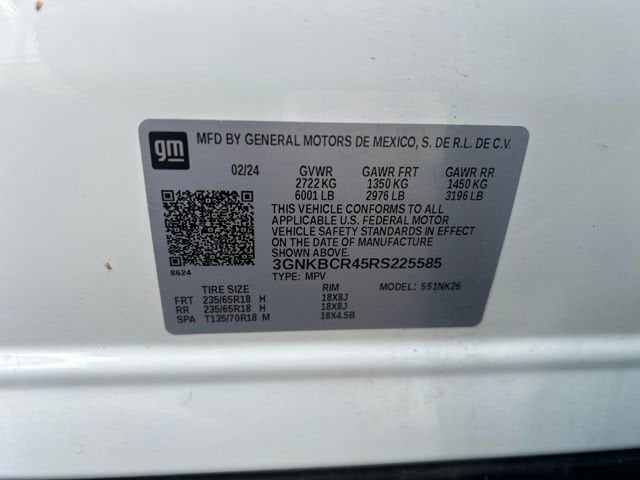 gm
MFD BY GENERAL MOTORS DE MEXICO, S. DE R.L. DE C.V.
02/24 GVWR GAWR FRT GAWR RR
2722 KG 1350 KG 1450 KG
6001 LB 2976 LB 3196 LB
THIS VEHICLE CONFORMS TO ALL
APPLICABLE U.S. FEDERAL MOTOR
VEHICLE SAFETY STANDARDS IN EFFECT
ON THE DATE OF MANUFACTURE SHOWN
ABOVE.
3GNKBCR45RS225585
8624
TYPE: MPV
TIRE SIZE RIM MODEL: 551NK26
FRT 235/65R18 H 18X8J
RR 235/65R18 H 18X8J
SPA T135/70R18 M 18X4.5B